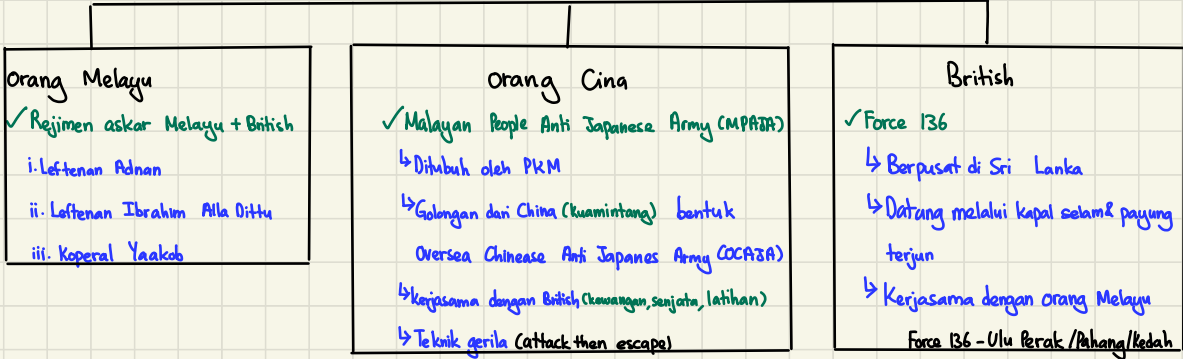 Orang Melayu
✓ Rejimen askar Melayu + British
i. Leftenan Adnan
ii. Leftenan Ibrahim Alla Dittu
iii. Koperal Yaakob
Orang Cina
✓ Malayan People Anti Japanese Army (MPAJA)
↳ Ditubuh oleh PKM
↳ Golongan dari China (Kuamintang) bentuk
Oversea Chinease Anti Japanes Army (OCAJA)
↳ Kerjasama dengan British (kewangan, senjata, latihan)
↳ Teknik gerila (attack then escape)
British
✓ Force 136
↳ Berpusat di Sri Lanka
↳ Datang melalui kapal selam & payung
terjun
↳ Kerjasama dengan orang Melayu
Force 136 - Ulu Perak / Pahang / Kedah